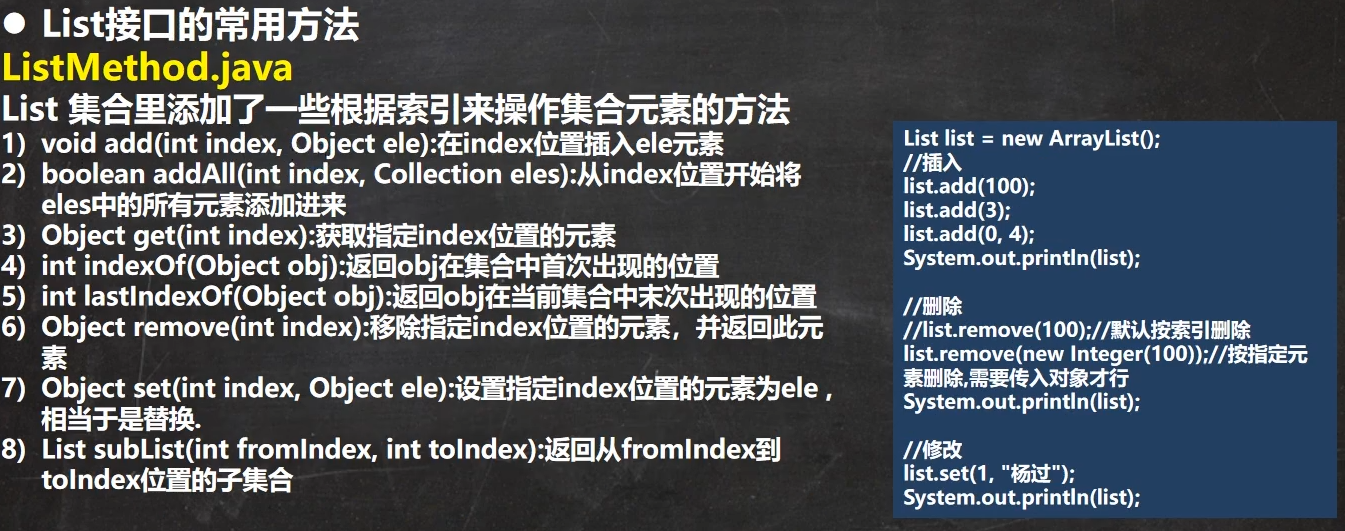 ● List接口的常用方法
ListMethod.java
List 集合里添加了一些根据索引来操作集合元素的方法
1) void add(int index, Object ele):在index位置插入ele元素
2) boolean addAll(int index, Collection eles):从index位置开始将
eles中的所有元素添加进来
3) Object get(int index):获取指定index位置的元素
4) int indexOf(Object obj):返回obj在集合中首次出现的位置
5) int lastIndexOf(Object obj):返回obj在当前集合中末次出现的位置
6) Object remove(int index):移除指定index位置的元素，并返回此元
素
7) Object set(int index, Object ele):设置指定index位置的元素为ele ,
相当于是替换.
8) List subList(int fromIndex, int toIndex):返回从fromIndex到
toIndex位置的子集合
List list = new ArrayList();
//插入
list.add(100);
list.add(3);
list.add(0, 4);
System.out.println(list);
//删除
//list.remove(100);//默认按索引删除
list.remove(new Integer(100));//按指定元
素删除,需要传入对象才行
System.out.println(list);
//修改
list.set(1, "杨过");
System.out.println(list);